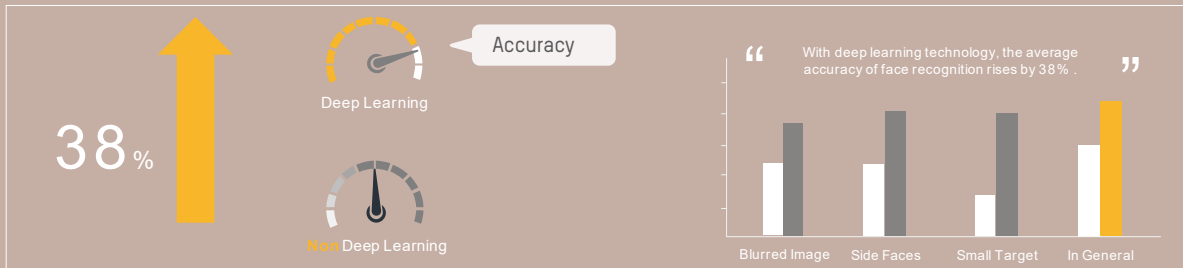 38%
Accuracy
Deep Learning
Non Deep Learning
“ With deep learning technology, the average
accuracy of face recognition rises by 38% . ”
Blurred Image
Side Faces
Small Target
In General